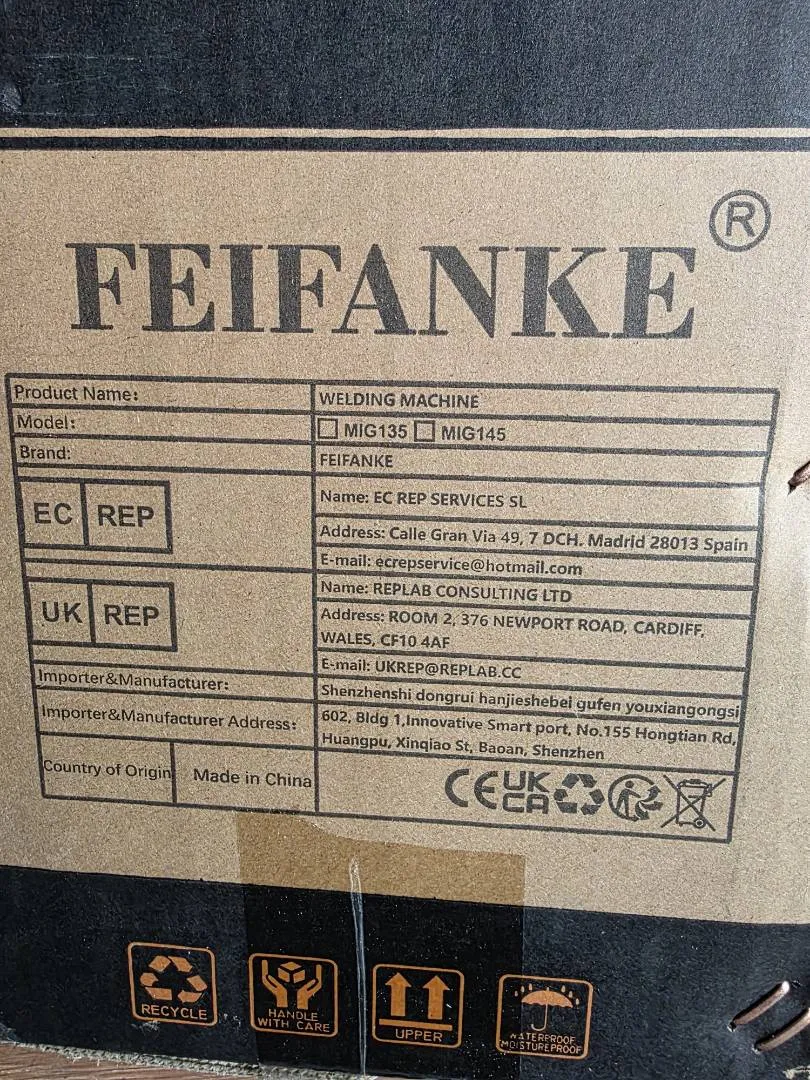 FEIFANKE ®
Product Name: WELDING MACHINE
Model: MIG135 MIG145
Brand: FEIFANKE
EC REP
Name: EC REP SERVICES SL
Address: Calle Gran Via 49, 7 DCH. Madrid 28013 Spain
E-mail: ecrepservice@hotmail.com
UK REP
Name: REPLAB CONSULTING LTD
Address: ROOM 2, 376 NEWPORT ROAD, CARDIFF,
WALES, CF10 4AF
E-mail: UKREP@REPLAB.CC
Importer&Manufacturer: Shenzhenshi dongrui hanjieshebei gufen youxiangongsi
Importer&Manufacturer Address: 602, Bldg 1,Innovative Smart port, No.155 Hongtian Rd,
Huangpu, Xinqiao St, Baoan, Shenzhen
Country of Origin Made in China
CE UK
CA
RECYCLE
HANDLE
WITH CARE
UPPER
WATERPROOF
MOISTUREPROOF